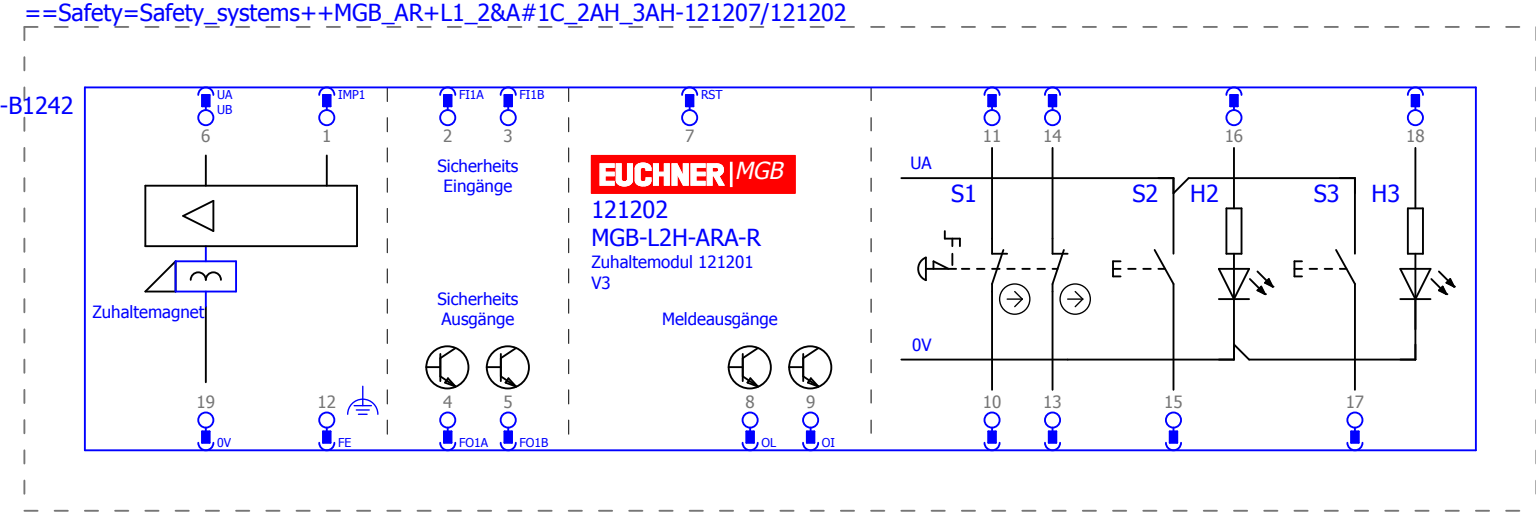 ==Safety=Safety_systems++MGB_AR+L1_2&A#1C_2AH_3AH-121207/121202
-B1242
UA
UB
IMP1
FI1A
FI1B
RST
6
1
2
3
7
11
14
16
18
Sicherheits
Eingänge
EUCHNER MGB
121202
MGB-L2H-ARA-R
Zuhaltemodul 121201
V3
UA
S1
S2
H2
S3
H3
E
E
Zuhaltemagnet
Sicherheits
Ausgänge
Meldeausgänge
0V
19
12
4
5
8
9
10
13
15
17
0V
FE
FO1A
FO1B
OL
OI